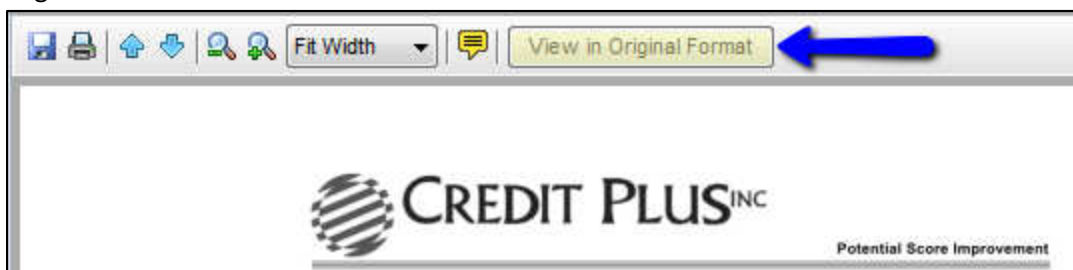 Fit Width
View in Original Format
CREDIT PLUS INC
Potential Score Improvement